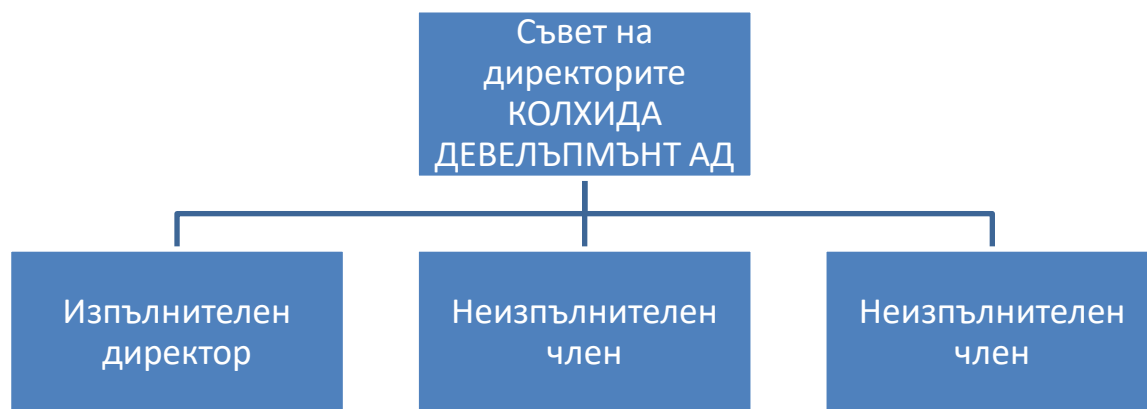 Съвет на
директорите
КОЛХИДА
ДЕВЕЛЪПМЪНТ АД
Изпълнителен
директор
Неизпълнителен
член
Неизпълнителен
член